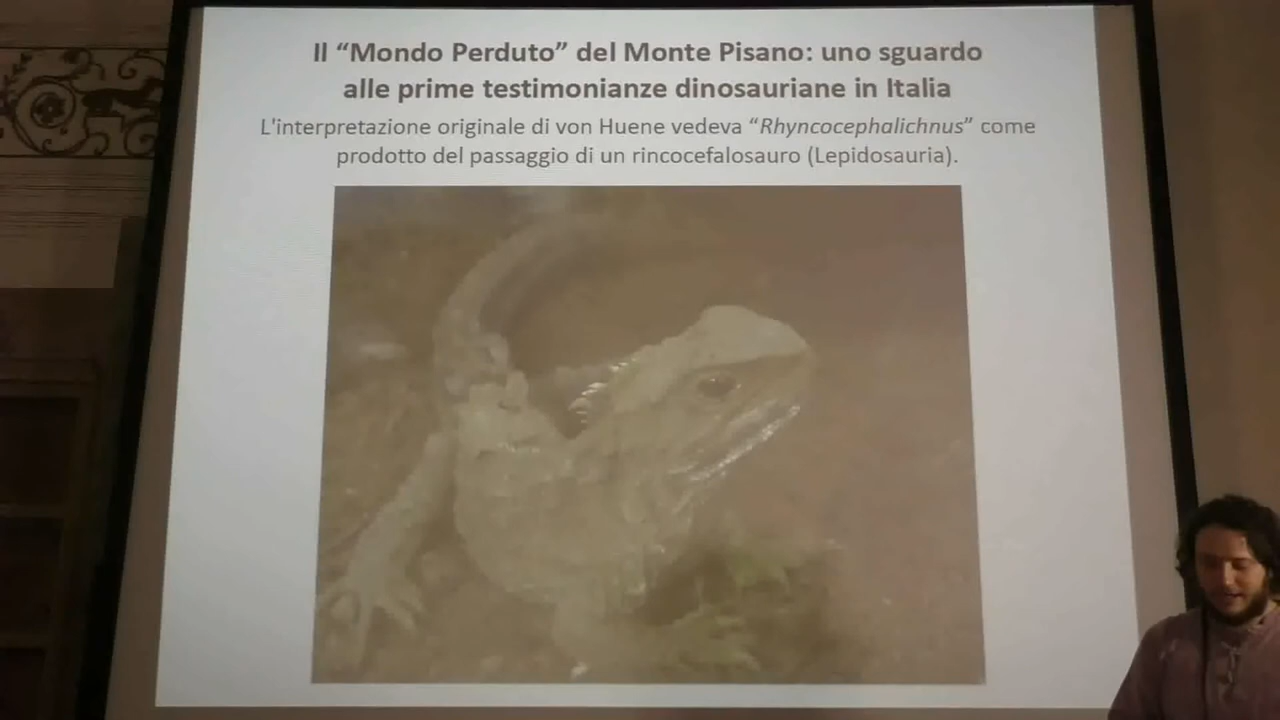 Il “Mondo Perduto” del Monte Pisano: uno sguardo
alle prime testimonianze dinosauriane in Italia
L'interpretazione originale di von Huene vedeva “Rhyncocephalichnus” come
prodotto del passaggio di un rincocefalosauro (Lepidosauria).